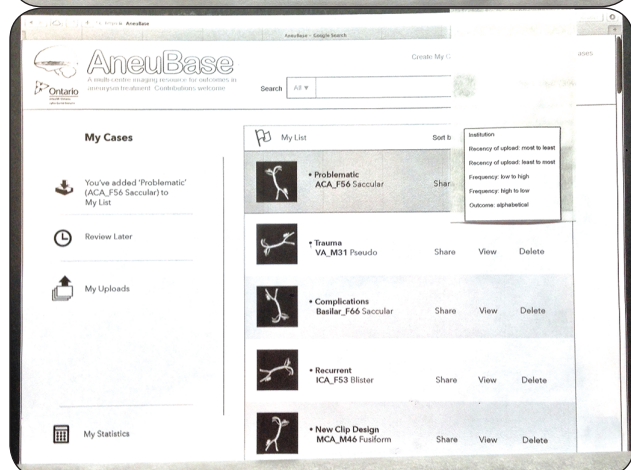 AneuBase
AneuBase – Google Search
AneuBase
A multi-centre imaging resource for outcomes in
aneurysm treatment. Contributions welcome
Ontario
Create My C
ases
Search All ▼
My Cases
You've added 'Problematic'
(ACA_F56 Saccular) to
My List
Review Later
My Uploads
My Statistics
My List
Sort b
Institution
Recency of upload: most to least
Recency of upload: least to most
Frequency: low to high
Frequency: high to low
Outcome: alphabetical
• Problematic
ACA_F56 Saccular
Shar
• Trauma
VA_M31 Pseudo
Share View Delete
• Complications
Basilar_F66 Saccular
Share View Delete
• Recurrent
ICA_F53 Blister
Share View Delete
• New Clip Design
MCA_M46 Fusiform
Share View Delete